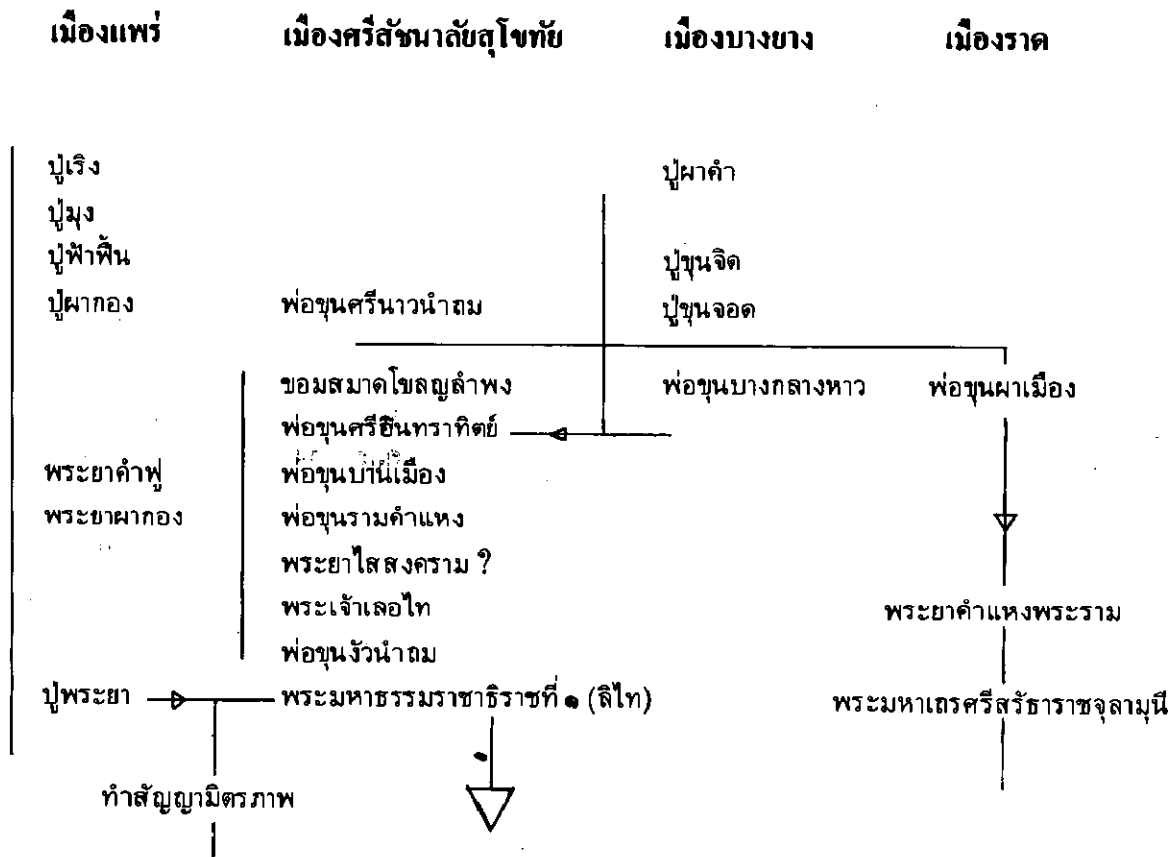 เมืองแพร่ เมืองศรีสัชนาลัยสุโขทัย เมืองบางยาง เมืองราด
ปู่เริง ปู่ผาคำ
ปู่มุง
ปู่ฟ้าฟื้น ปู่ขุนจิด
ปู่ผากอง พ่อขุนศรีนาวนำถม ปู่ขุนจอด
ขอมสมาดโขลญลำพง พ่อขุนบางกลางหาว พ่อขุนผาเมือง
พ่อขุนศรีอินทราทิตย์
พระยาคำฟู พ่อขุนบานเมือง
พระยาผากอง พ่อขุนรามคำแหง
พระยาไสสงคราม ?
พระเจ้าเลอไท พระยาคำแหงพระราม
พ่อขุนงัวนำถม
ปู่พระยา พระมหาธรรมราชาธิราชที่ ๑ (ลิไท) พระมหาเถรศรีสรัธาราชจุลามุนี
ทำสัญญามิตรภาพ